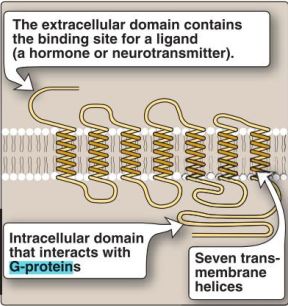 The extracellular domain contains
the binding site for a ligand
(a hormone or neurotransmitter).
Intracellular domain
that interacts with
G-proteins
Seven trans-
membrane
helices